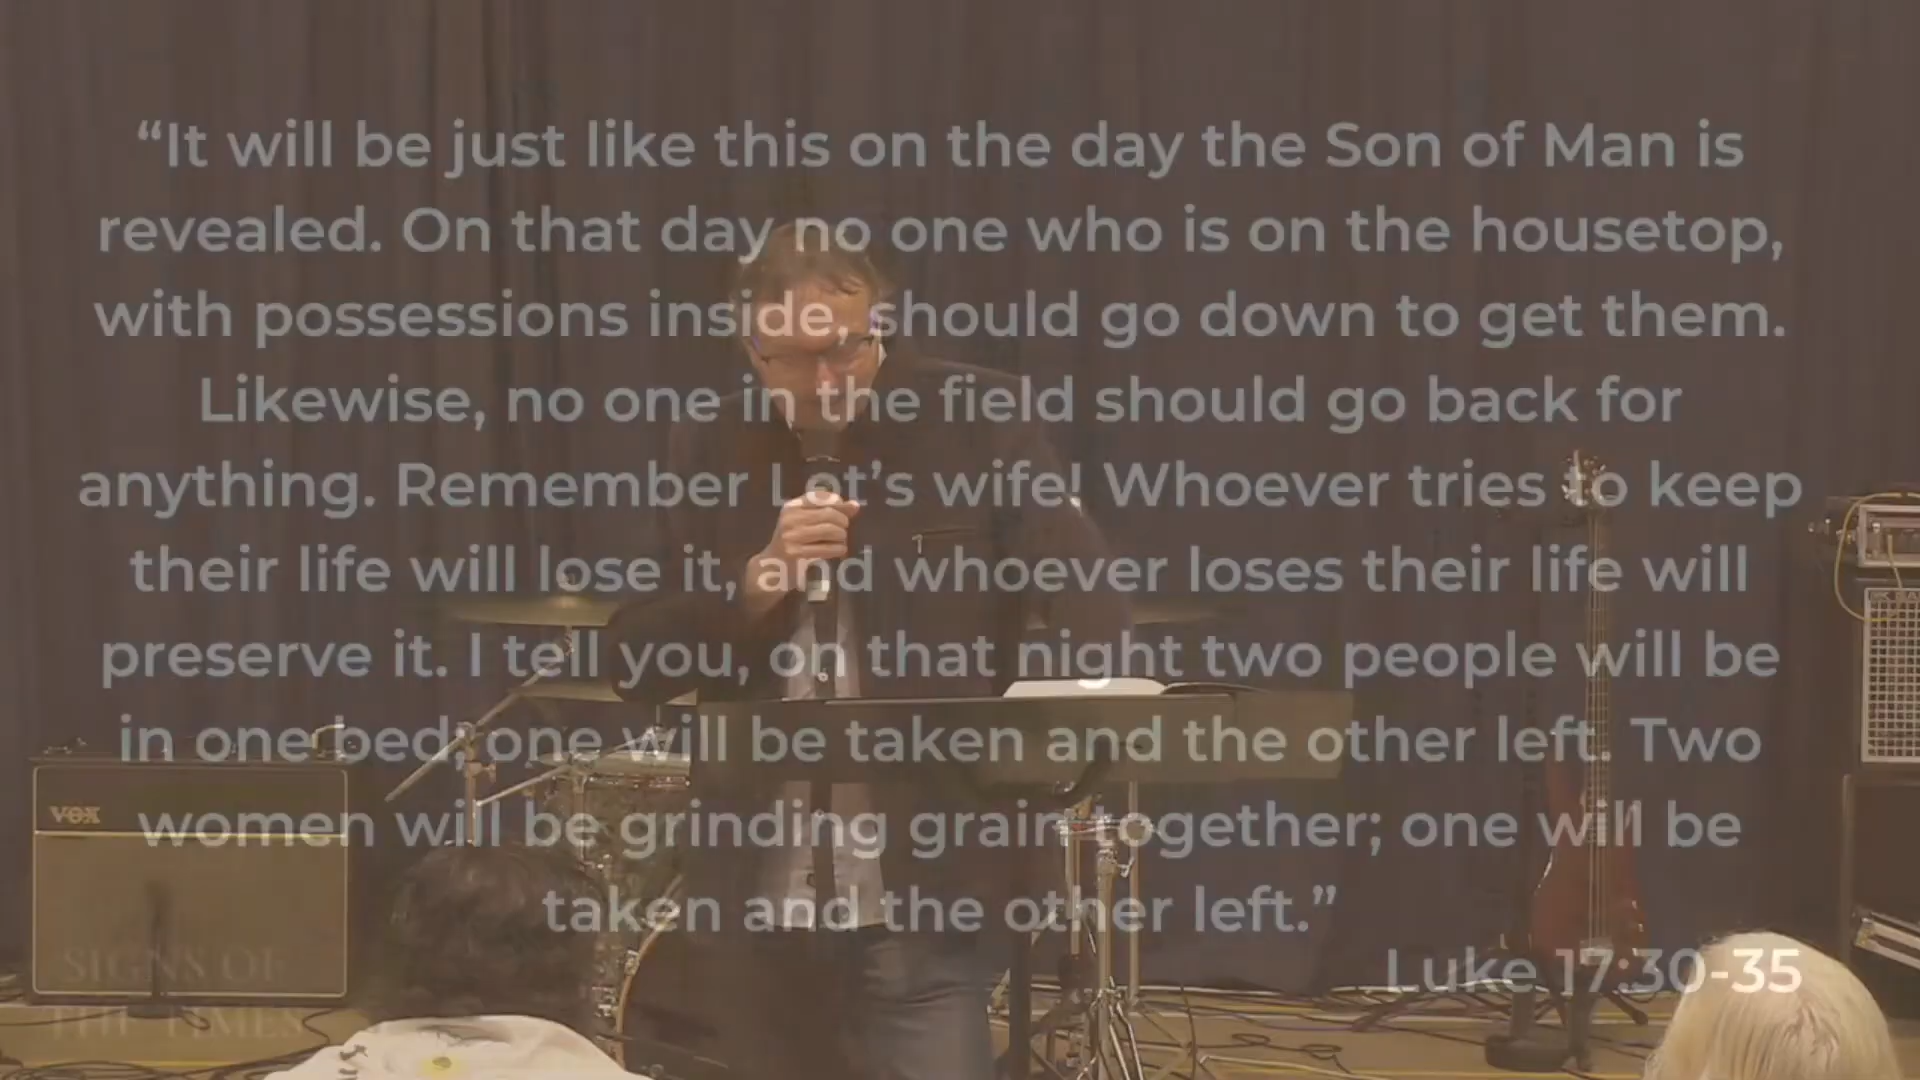 “It will be just like this on the day the Son of Man is
revealed. On that day no one who is on the housetop,
with possessions inside, should go down to get them.
Likewise, no one in the field should go back for
anything. Remember Lot’s wife! Whoever tries to keep
their life will lose it, and whoever loses their life will
preserve it. I tell you, on that night two people will be
in one bed; one will be taken and the other left. Two
women will be grinding grain together; one will be
taken and the other left.”
Luke 17:30-35
VOX
SIGNS OF
THE TIMES